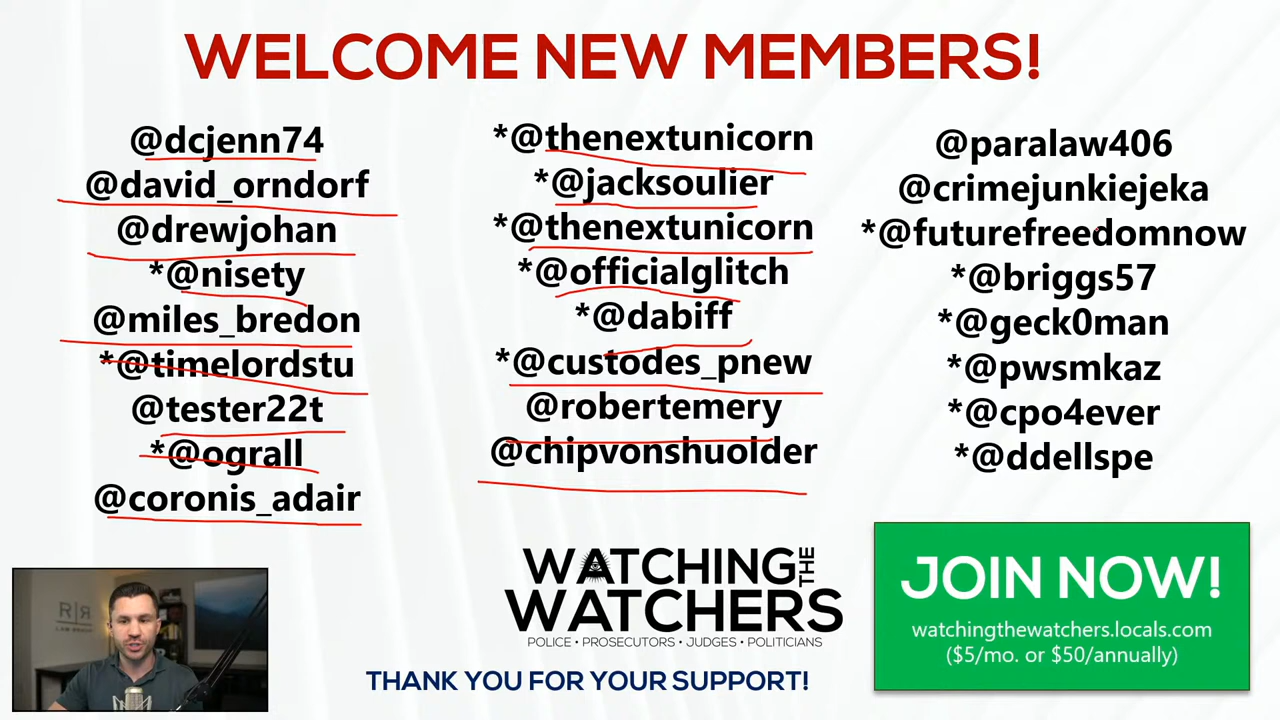 WELCOME NEW MEMBERS!
@dcjenn74
@david_orndorf
@drewjohan
*@nisety
@miles_bredon
*@timelordstu
@tester22t
*@ograll
@coronis_adair
*@thenextunicorn
*@jacksoulier
*@thenextunicorn
*@officialglitch
*@dabiff
*@custodes_pnew
@robertemery
@chipvonshuolder
@paralaw406
@crimejunkiejeka
*@futurefreedomnow
*@briggs57
*@geck0man
*@pwsmkaz
*@cpo4ever
*@ddellspe
R|R
LAW GROUP
WATCHING THE
WATCHERS
POLICE • PROSECUTORS • JUDGES • POLITICIANS
THANK YOU FOR YOUR SUPPORT!
JOIN NOW!
watchingthewatchers.locals.com
($5/mo. or $50/annually)